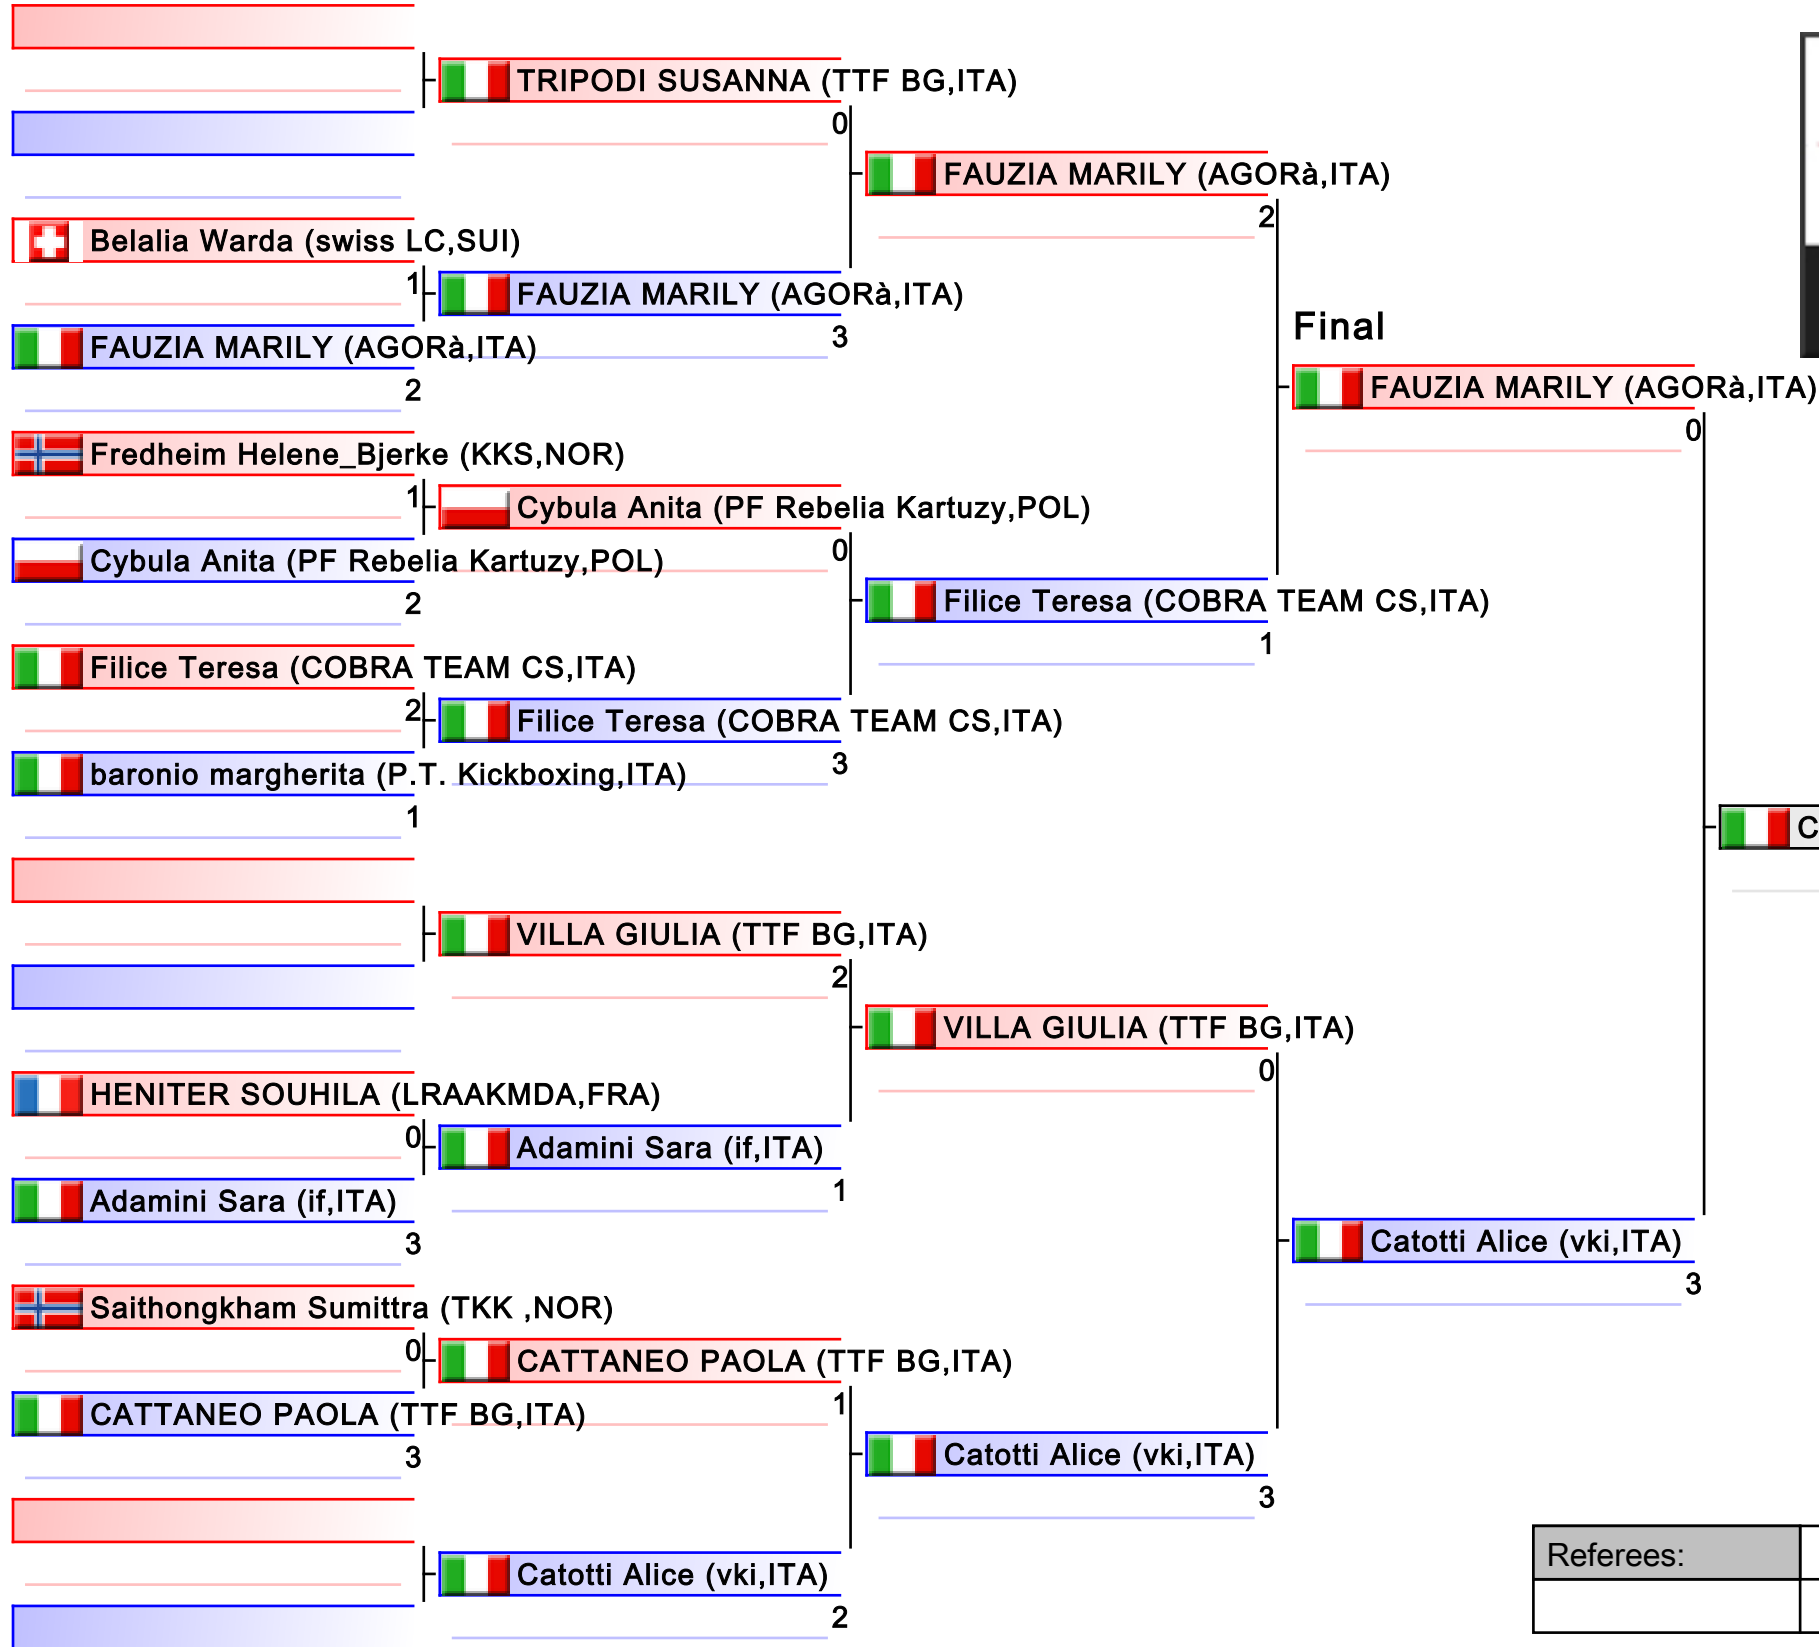 TRIPODI SUSANNA (TTF BG,ITA)
0
FAUZIA MARILY (AGORà,ITA)
2
Belalia Warda (swiss LC,SUI)
1
FAUZIA MARILY (AGORà,ITA)
3
FAUZIA MARILY (AGORà,ITA)
2
Final
FAUZIA MARILY (AGORà,ITA)
0
Fredheim Helene_Bjerke (KKS,NOR)
1
Cybula Anita (PF Rebelia Kartuzy,POL)
0
Cybula Anita (PF Rebelia Kartuzy,POL)
2
Filice Teresa (COBRA TEAM CS,ITA)
1
Filice Teresa (COBRA TEAM CS,ITA)
2
Filice Teresa (COBRA TEAM CS,ITA)
3
baronio margherita (P.T. Kickboxing,ITA)
1
C
VILLA GIULIA (TTF BG,ITA)
2
VILLA GIULIA (TTF BG,ITA)
0
HENITER SOUHILA (LRAAKMDA,FRA)
0
Adamini Sara (if,ITA)
1
Adamini Sara (if,ITA)
3
Catotti Alice (vki,ITA)
3
Saithongkham Sumittra (TKK ,NOR)
0
CATTANEO PAOLA (TTF BG,ITA)
1
CATTANEO PAOLA (TTF BG,ITA)
3
Catotti Alice (vki,ITA)
3
Catotti Alice (vki,ITA)
2
Referees: